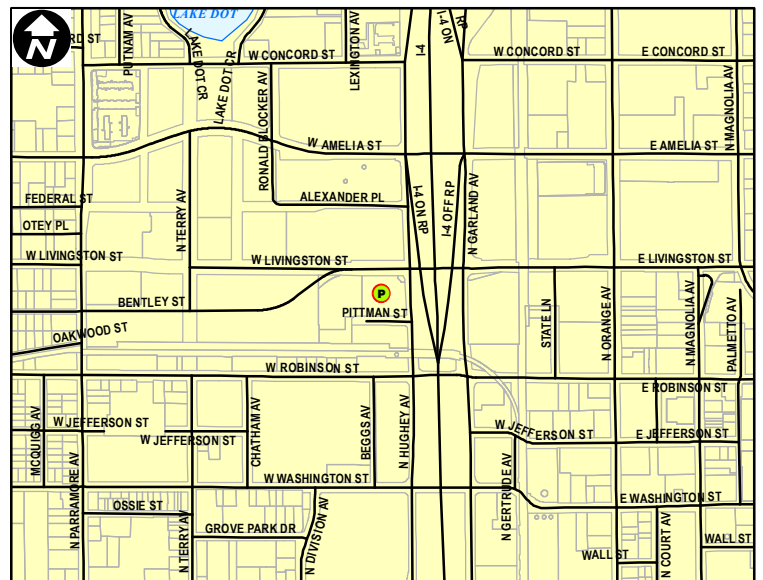 LAKE DOT
N
RD ST
PUTNAM AV
LAKE DOT CR
LAKE DOT CR
W CONCORD ST
LEXINGTON AV
I-4
I-4 ON
RP
W CONCORD ST
E CONCORD ST
N MAGNOLIA AV
RONALD BLOCKER AV
W AMELIA ST
E AMELIA ST
FEDERAL ST
N TERRY AV
ALEXANDER PL
I-4 ON RP
I-4 OFF RP
N GARLAND AV
OTEY PL
W LIVINGSTON ST
W LIVINGSTON ST
E LIVINGSTON ST
BENTLEY ST
P
PITTMAN ST
STATE LN
N ORANGE AV
N MAGNOLIA AV
PALMETTO AV
OAKWOOD ST
W ROBINSON ST
E ROBINSON ST
MCQUIGG AV
W JEFFERSON ST
W JEFFERSON ST
CHATHAM AV
BEGGS AV
N HUGHEY AV
W JEFFERSON ST
E JEFFERSON ST
N PARRAMORE AV
W WASHINGTON ST
N GERTRUDE AV
E WASHINGTON ST
OSSIE ST
N TERRY AV
GROVE PARK DR
N DIVISION AV
WALL ST
N COURT AV
WALL ST